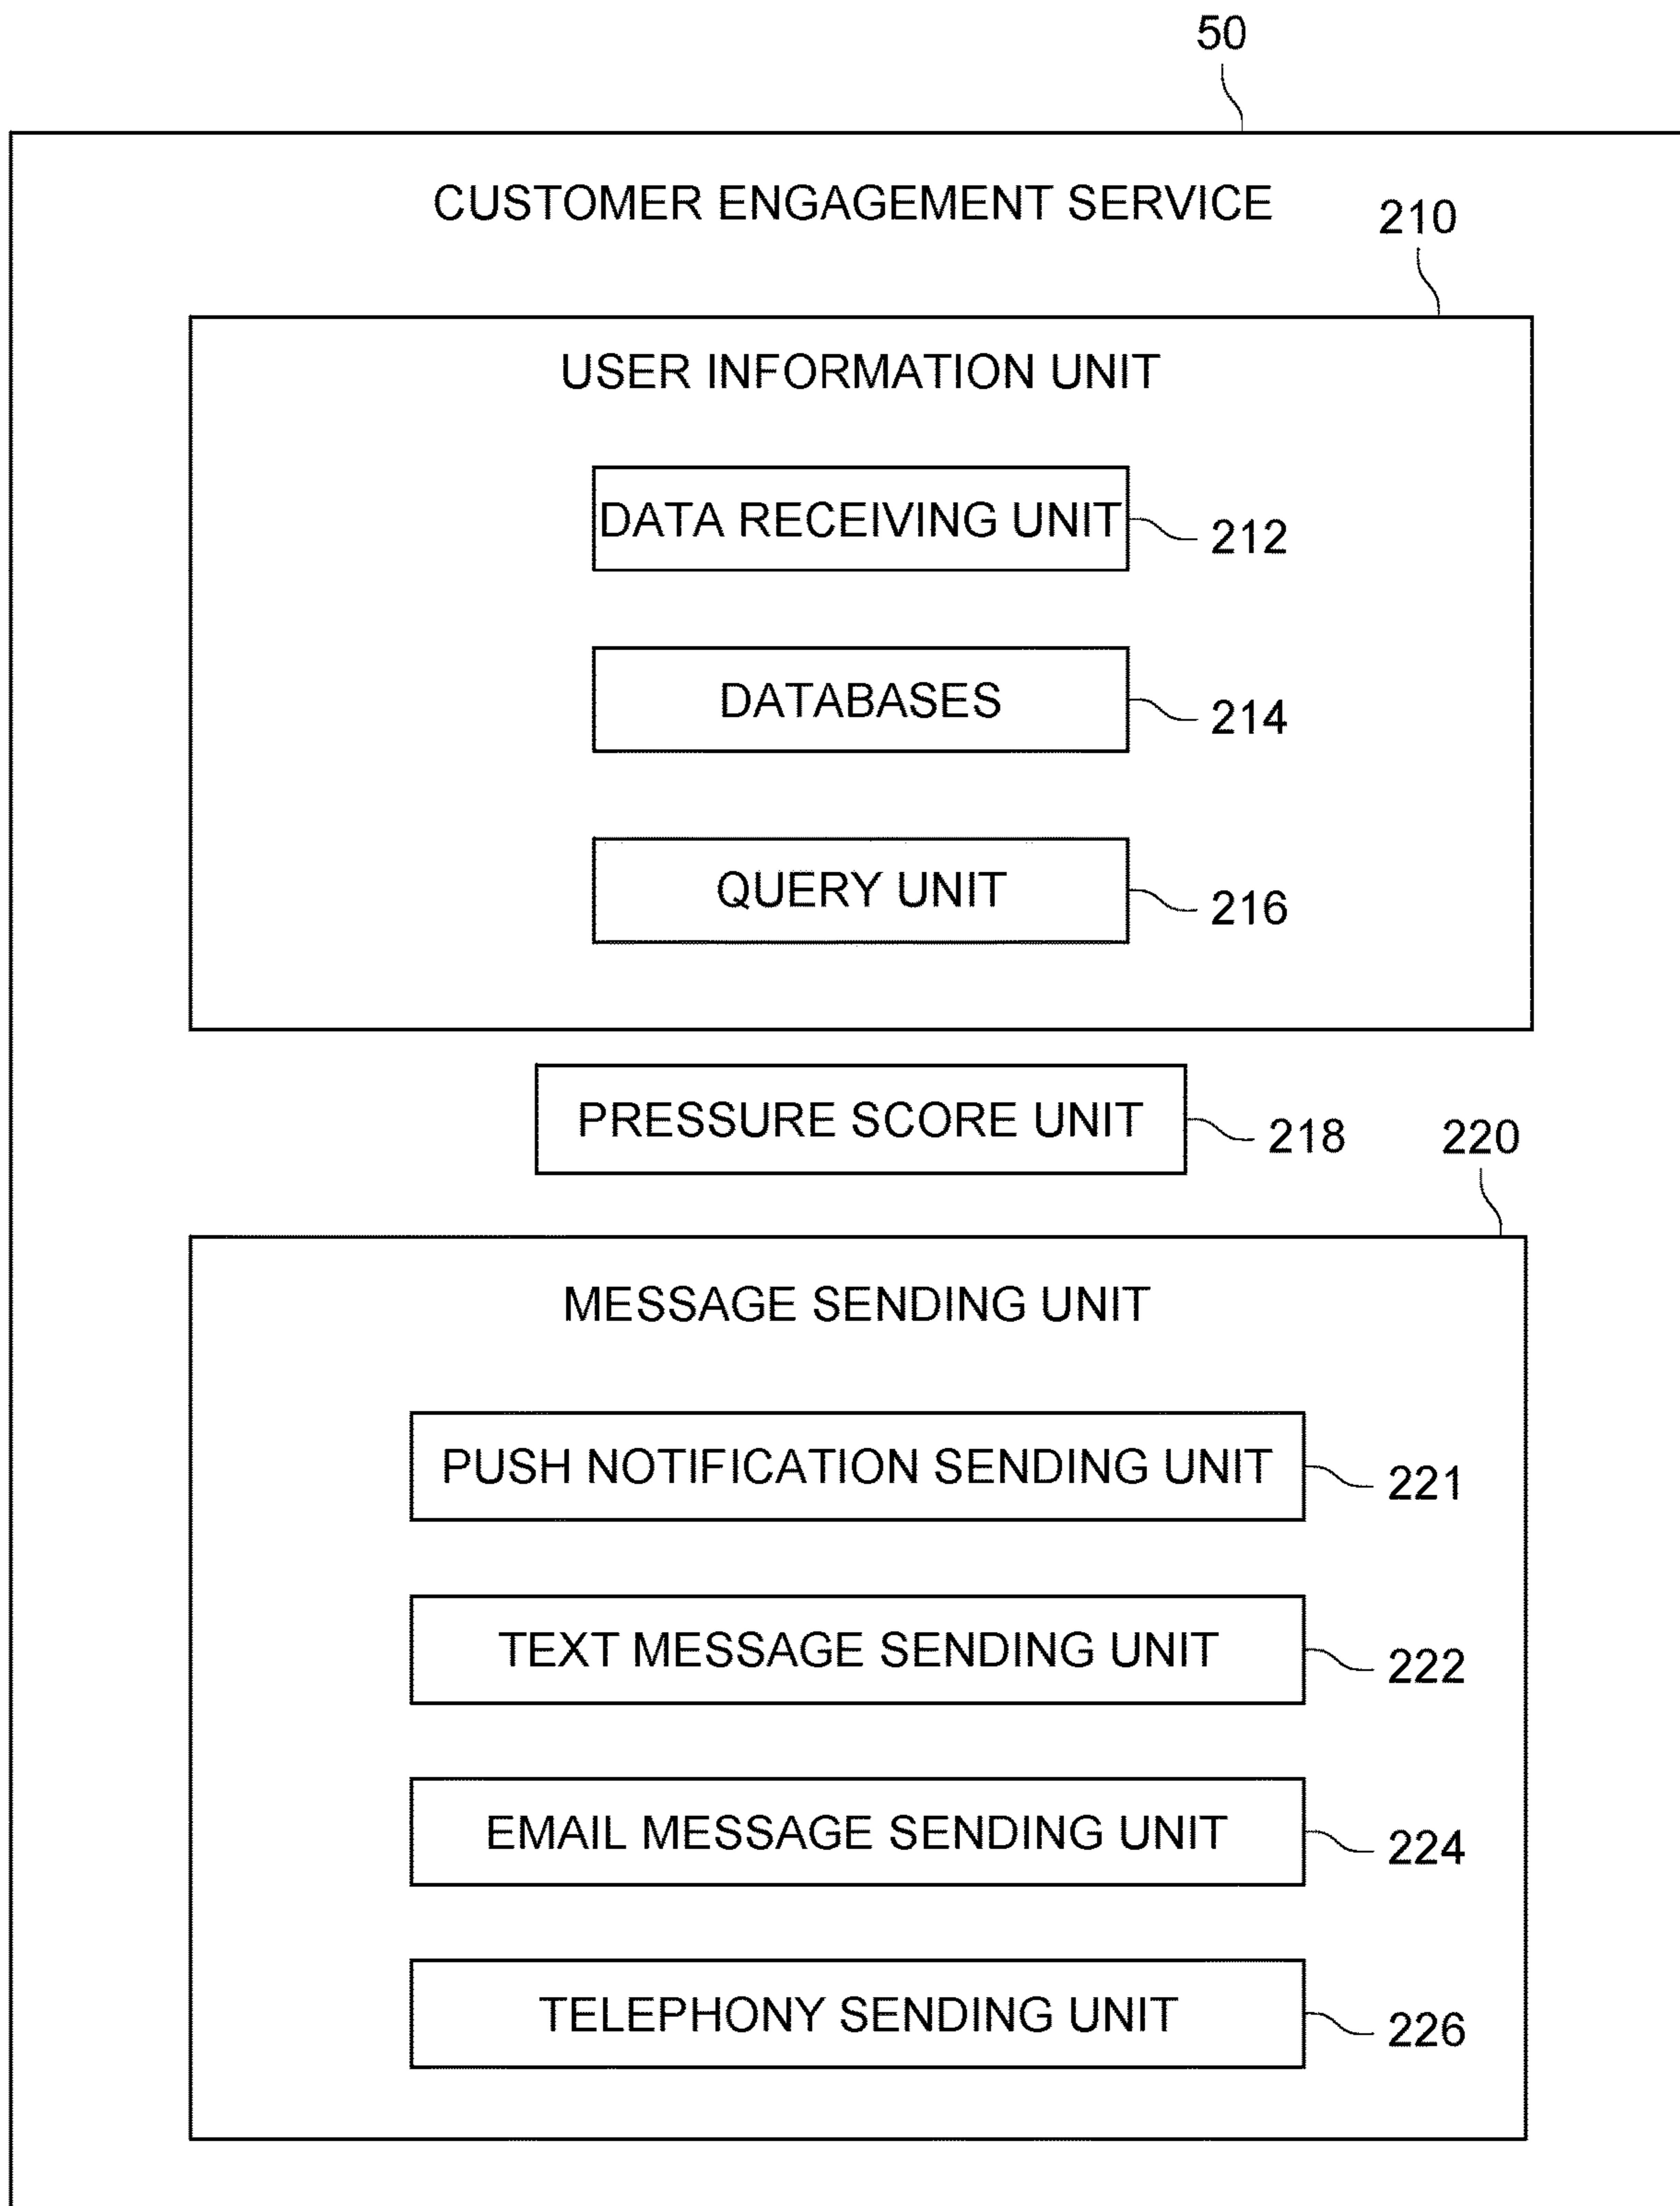 50
CUSTOMER ENGAGEMENT SERVICE
210
USER INFORMATION UNIT
DATA RECEIVING UNIT
212
DATABASES
214
QUERY UNIT
216
PRESSURE SCORE UNIT
218
220
MESSAGE SENDING UNIT
PUSH NOTIFICATION SENDING UNIT
221
TEXT MESSAGE SENDING UNIT
222
EMAIL MESSAGE SENDING UNIT
224
TELEPHONY SENDING UNIT
226